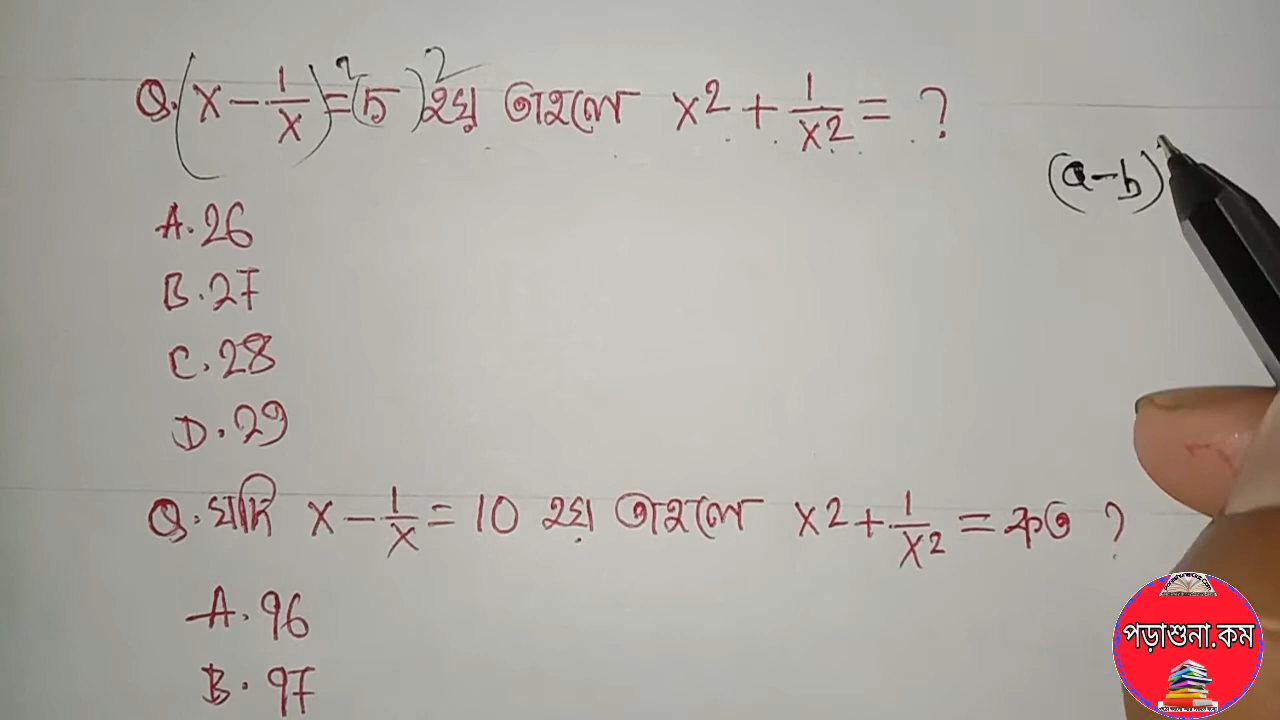 Q. (x - 1/x)² = (5)² হয় তাহলে x2 + 1/x2 = ?
(a-b)
A. 26
B. 27
C. 28
D. 29
Q. যদি x - 1/x = 10 হয় তাহলে x2 + 1/x2 = কত ?
A. 96
B. 97
পড়াশুনা.কম